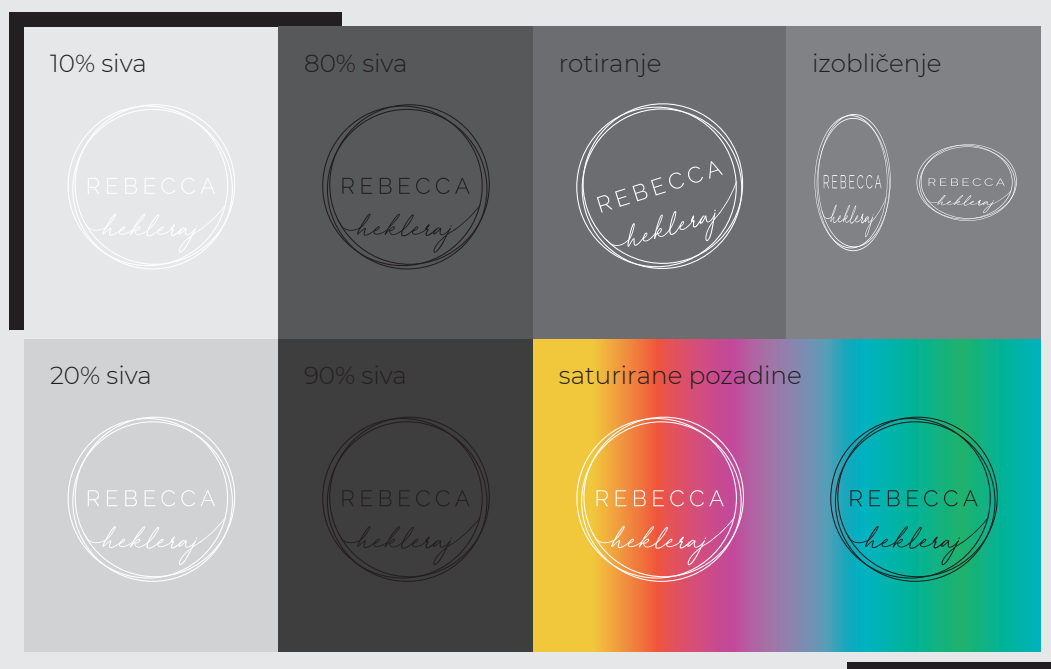 10% siva
REBECCA
hekleraj
80% siva
REBECCA
hekleraj
rotiranje
REBECCA
hekleraj
izobličenje
REBECCA
hekleraj
REBECCA
hekleraj
20% siva
REBECCA
hekleraj
90% siva
REBECCA
hekleraj
saturirane pozadine
REBECCA
hekleraj
REBECCA
hekleraj